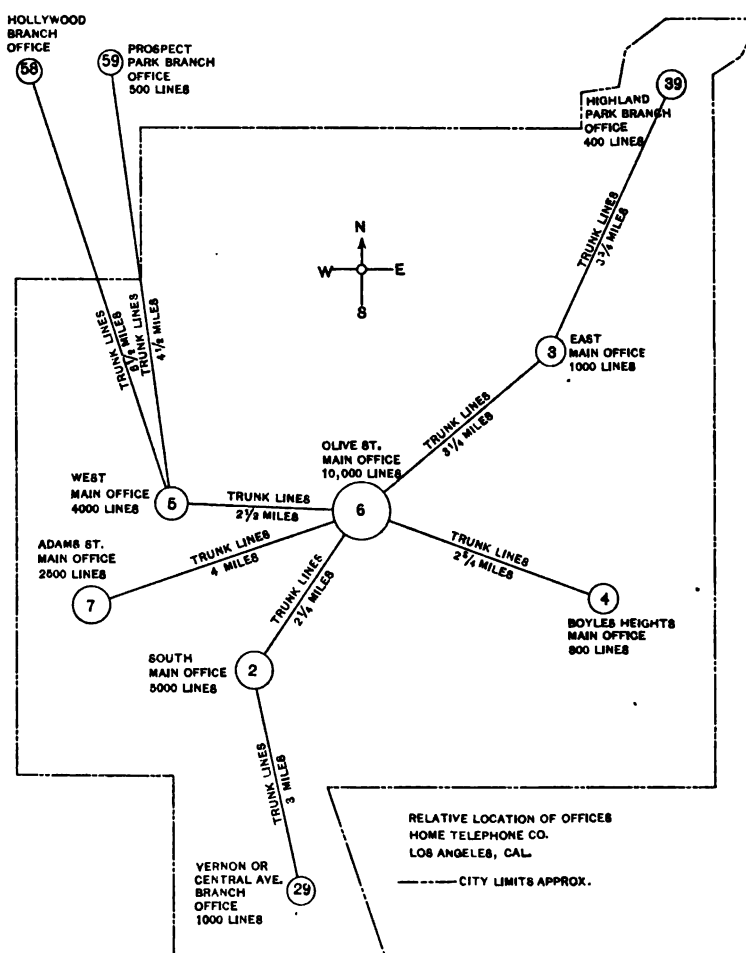 HOLLYWOOD
BRANCH
OFFICE
58
59
PROSPECT
PARK BRANCH
OFFICE
500 LINES
39
HIGHLAND
PARK BRANCH
OFFICE
400 LINES
TRUNK LINES
3 3/4 MILES
N
W E
S
TRUNK LINES
MILES
TRUNK LINES
4 1/2 MILES
3
EAST
MAIN OFFICE
1000 LINES
TRUNK LINES
3 1/4 MILES
OLIVE ST.
MAIN OFFICE
10,000 LINES
6
WEST
MAIN OFFICE
4000 LINES
5
TRUNK LINES
2 1/2 MILES
ADAMS ST.
MAIN OFFICE
2500 LINES
7
TRUNK LINES
4 MILES
TRUNK LINES
2 1/4 MILES
TRUNK LINES
MILES
4
BOYLES HEIGHTS
MAIN OFFICE
800 LINES
SOUTH
MAIN OFFICE
5000 LINES
2
TRUNK LINES
3 MILES
VERNON OR
CENTRAL AVE.
BRANCH
OFFICE
1000 LINES
29
RELATIVE LOCATION OF OFFICES
HOME TELEPHONE CO.
LOS ANGELES, CAL.
CITY LIMITS APPROX.